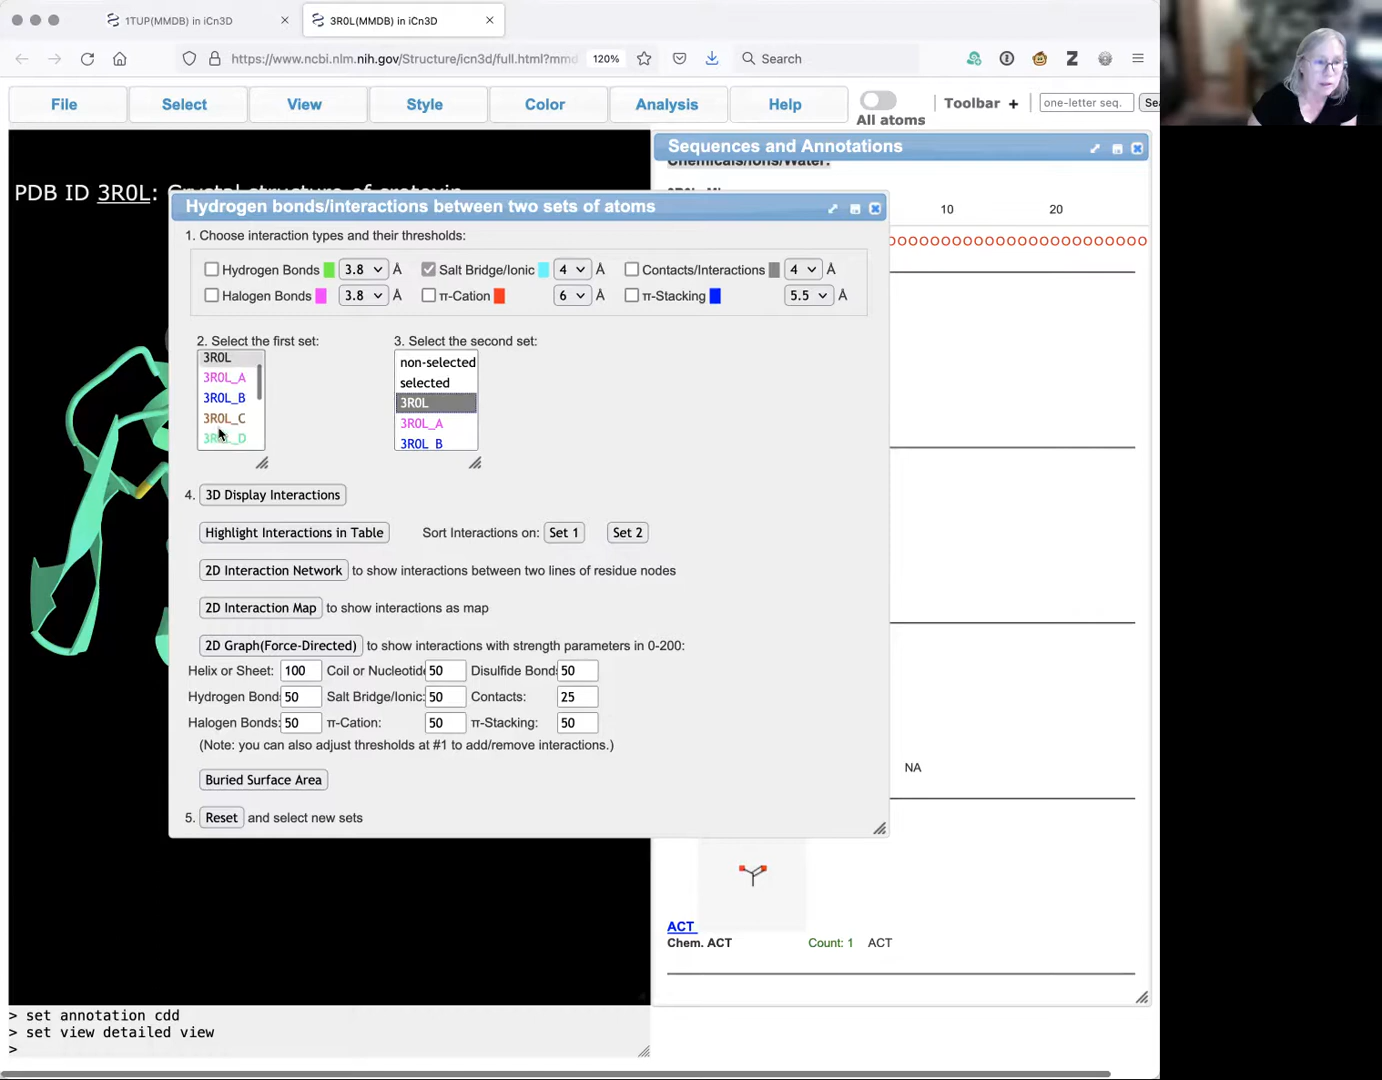 1TUP(MMDB) in iCn3D
3R0L(MMDB) in iCn3D
https://www.ncbi.nlm.nih.gov/Structure/icn3d/full.html?mmd
120%
Search
File
Select
View
Style
Color
Analysis
Help
All atoms
Toolbar +
one-letter seq.
Sea
Sequences and Annotations
Chemicals/Ions/Water:
PDB ID 3R0L: Crystal structure of crotoxin
10 20
OOOOOOOOOOOOOOOOOOOOOOOO
Hydrogen bonds/interactions between two sets of atoms
1. Choose interaction types and their thresholds:
Hydrogen Bonds 3.8 Å Salt Bridge/Ionic 4 Å Contacts/Interactions 4 Å
Halogen Bonds 3.8 Å π-Cation 6 Å π-Stacking 5.5 Å
2. Select the first set: 3. Select the second set:
3R0L
3R0L_A
3R0L_B
3R0L_C
3R0L_D
non-selected
selected
3R0L
3R0L_A
3R0L_B
4. 3D Display Interactions
Highlight Interactions in Table Sort Interactions on: Set 1 Set 2
2D Interaction Network to show interactions between two lines of residue nodes
2D Interaction Map to show interactions as map
2D Graph(Force-Directed) to show interactions with strength parameters in 0-200:
Helix or Sheet: 100 Coil or Nucleotid 50 Disulfide Bond: 50
Hydrogen Bond: 50 Salt Bridge/Ionic: 50 Contacts: 25
Halogen Bonds: 50 π-Cation: 50 π-Stacking: 50
(Note: you can also adjust thresholds at #1 to add/remove interactions.)
Buried Surface Area
5. Reset and select new sets
NA
ACT
Chem. ACT Count: 1 ACT
> set annotation cdd
> set view detailed view
>